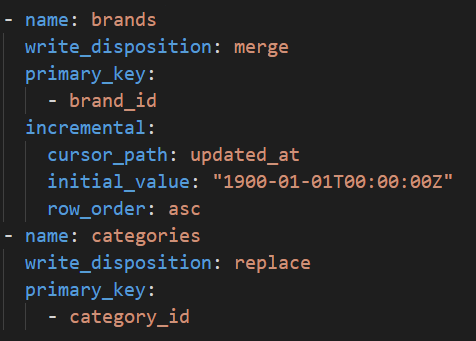 - name: brands
  write_disposition: merge
  primary_key:
    - brand_id
  incremental:
    cursor_path: updated_at
    initial_value: "1900-01-01T00:00:00Z"
    row_order: asc
- name: categories
  write_disposition: replace
  primary_key:
    - category_id